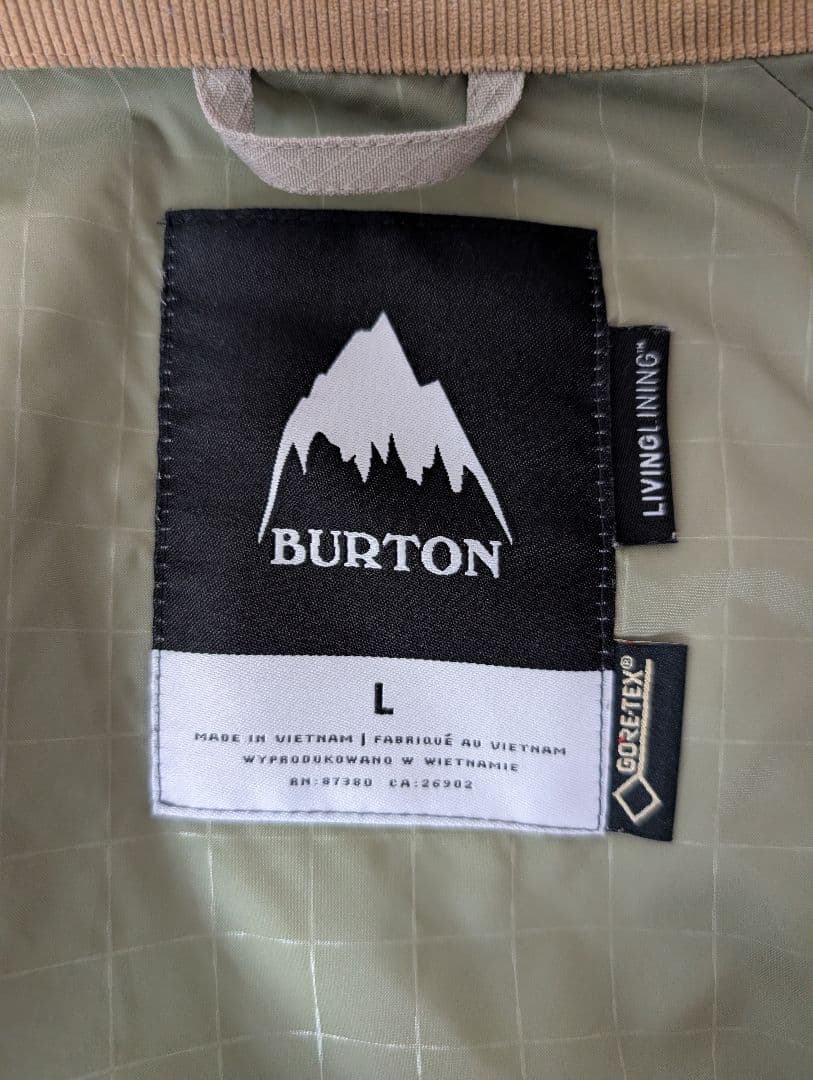 BURTON
L
MADE IN VIETNAM | FABRIQUÉ AU VIETNAM
WYPRODUKOWANO W WIETNAMIE
RN:87380 CA:26902
LIVINGLINING™
GORE-TEX®